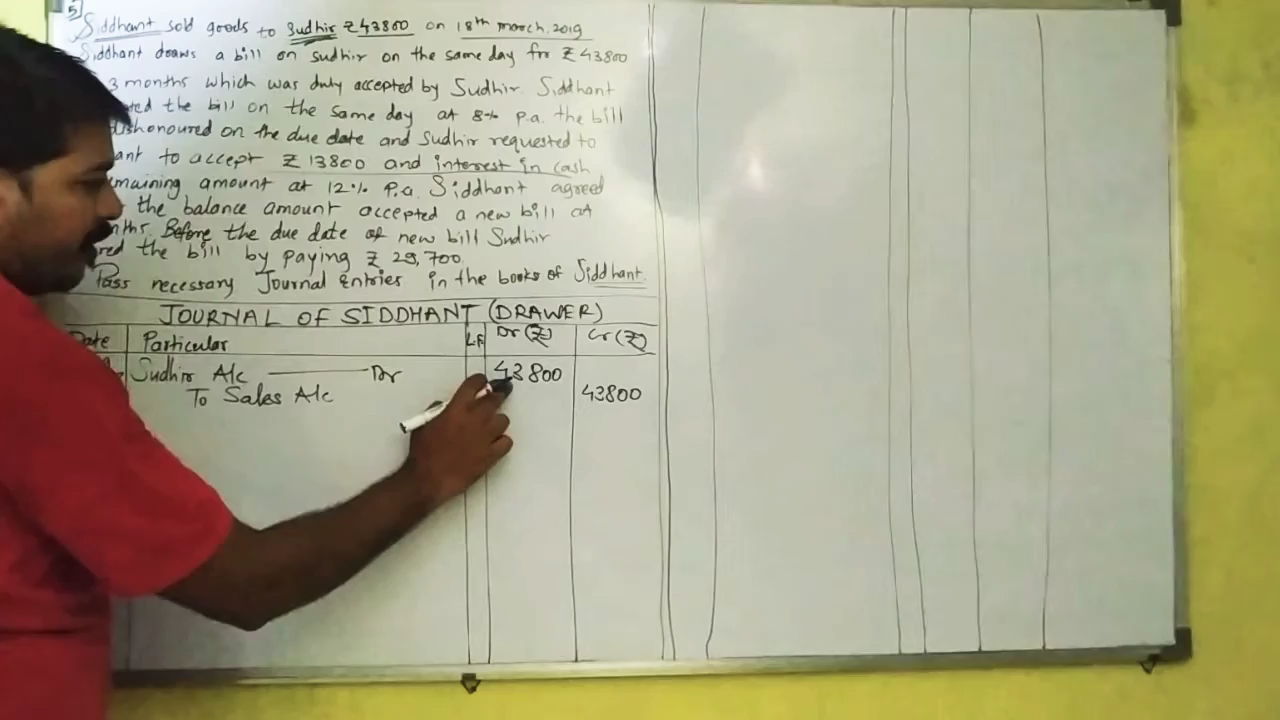 5
Siddhant sold goods to Sudhir ₹43800 on 18th march, 2019
Siddhant draws a bill on sudhir on the same day for ₹43800
3 months which was duly accepted by Sudhir. Siddhant
ted the bill on the same day at 8% p.a. the bill
dishonoured on the due date and Sudhir requested to
ant to accept ₹13800 and interest in cash
emaining amount at 12% p.a. Siddhant agreed
the balance amount accepted a new bill at
nths. Before the due date of new bill Sudhir
red the bill by paying ₹ 29,700.
Pass necessary Journal Entries in the books of Siddhant.
JOURNAL OF SIDDHANT (DRAWER)
Date Particular L.F Dr (₹) Cr (₹)
Sudhir A/c Dr 43800
To Sales A/c 43800